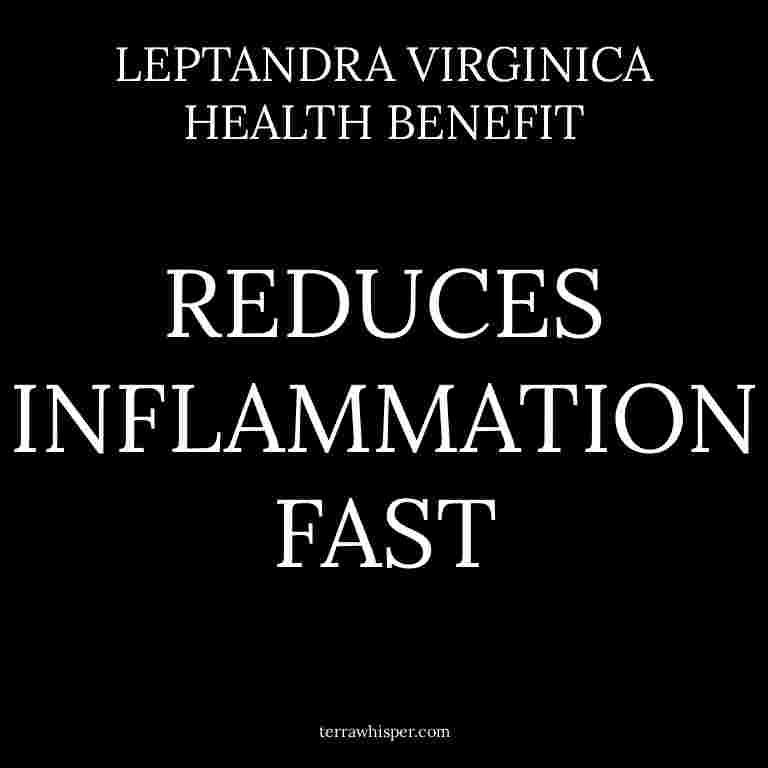 LEPTANDRA VIRGINICA
HEALTH BENEFIT
REDUCES
INFLAMMATION
FAST
terrawhisper.com